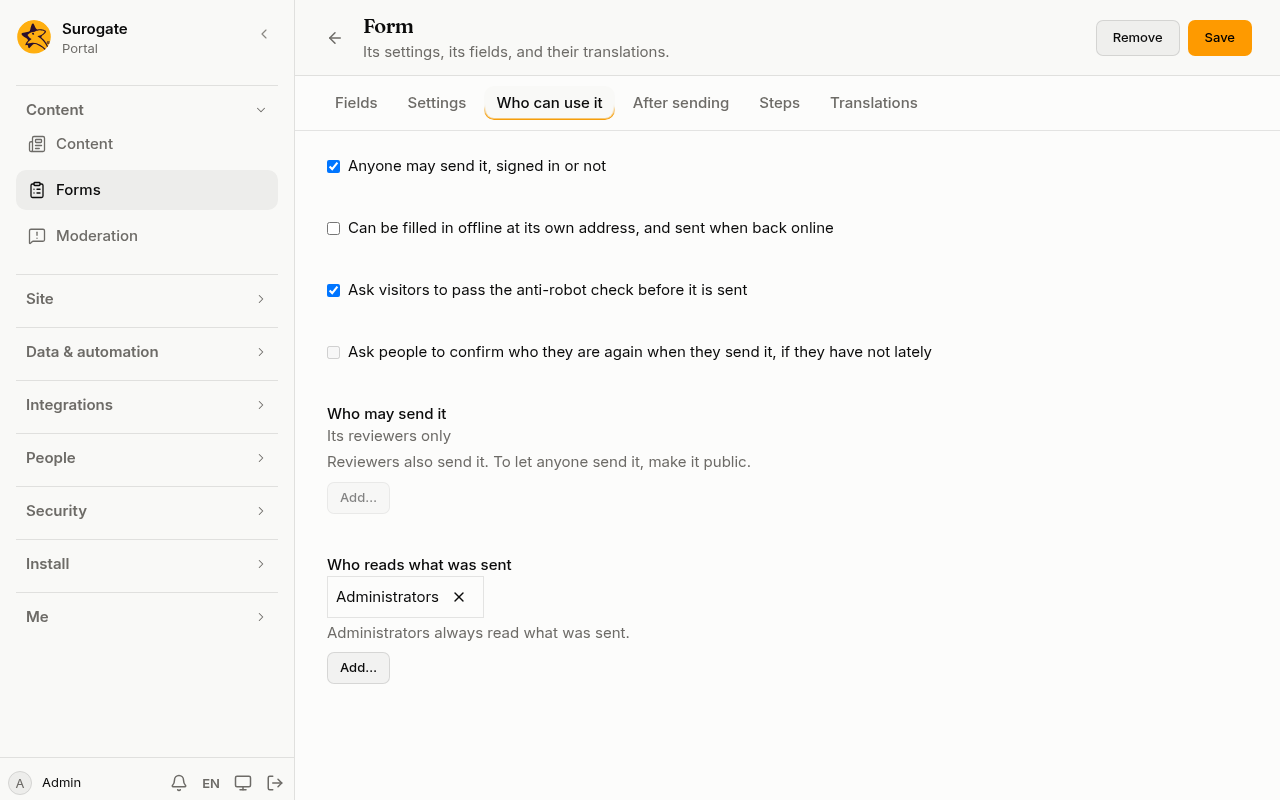 Surogate
Portal
Content
Content
Forms
Moderation
Site
Data & automation
Integrations
People
Security
Install
Me
A
Admin
EN
Form
Its settings, its fields, and their translations.
Remove
Save
Fields
Settings
Who can use it
After sending
Steps
Translations
Anyone may send it, signed in or not
Can be filled in offline at its own address, and sent when back online
Ask visitors to pass the anti-robot check before it is sent
Ask people to confirm who they are again when they send it, if they have not lately
Who may send it
Its reviewers only
Reviewers also send it. To let anyone send it, make it public.
Add...
Who reads what was sent
Administrators
Administrators always read what was sent.
Add...